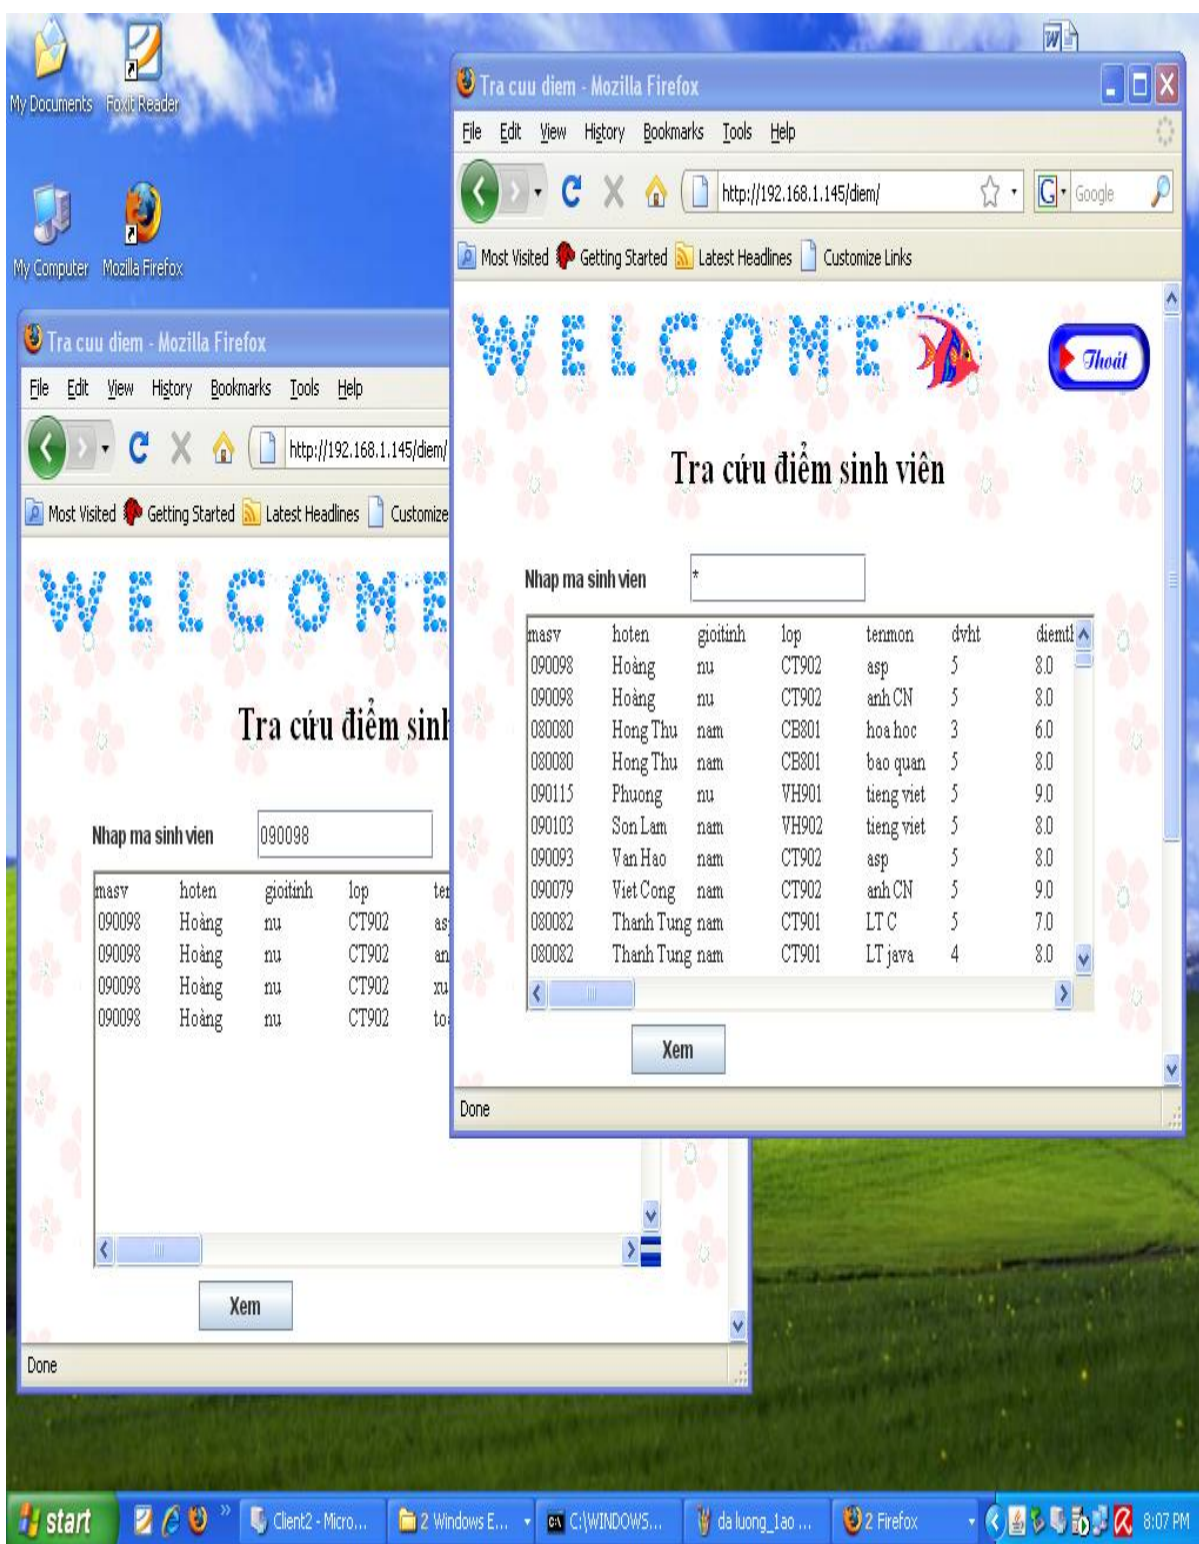 My Documents
Foxit Reader
My Computer
Mozilla Firefox
Tra cuu diem - Mozilla Firefox
File Edit View History Bookmarks Tools Help
http://192.168.1.145/diem/
Google
Most Visited Getting Started Latest Headlines Customize Links
WELCOME
Thoát
Tra cứu điểm sinh viên
Nhap ma sinh vien *
masv hoten gioitinh lop tenmon dvht diemtl
090098 Hoàng nu CT902 asp 5 8.0
090098 Hoàng nu CT902 anh CN 5 8.0
080080 Hong Thu nam CB801 hoa hoc 3 6.0
080080 Hong Thu nam CB801 bao quan 5 8.0
090115 Phuong nu VH901 tieng viet 5 9.0
090103 Son Lam nam VH902 tieng viet 5 8.0
090093 Van Hao nam CT902 asp 5 8.0
090079 Viet Cong nam CT902 anh CN 5 9.0
080082 Thanh Tung nam CT901 LT C 5 7.0
080082 Thanh Tung nam CT901 LT java 4 8.0
Xem
Done
Tra cuu diem - Mozilla Firefox
File Edit View History Bookmarks Tools Help
http://192.168.1.145/diem/
Most Visited Getting Started Latest Headlines Customize
WELCOME
Tra cứu điểm sinh
Nhap ma sinh vien 090098
masv hoten gioitinh lop ter
090098 Hoàng nu CT902 as
090098 Hoàng nu CT902 an
090098 Hoàng nu CT902 xu
090098 Hoàng nu CT902 to
Xem
Done
start
Client2 - Micro...
2 Windows E...
C:\WINDOWS...
da luong_1ao ...
2 Firefox
8:07 PM